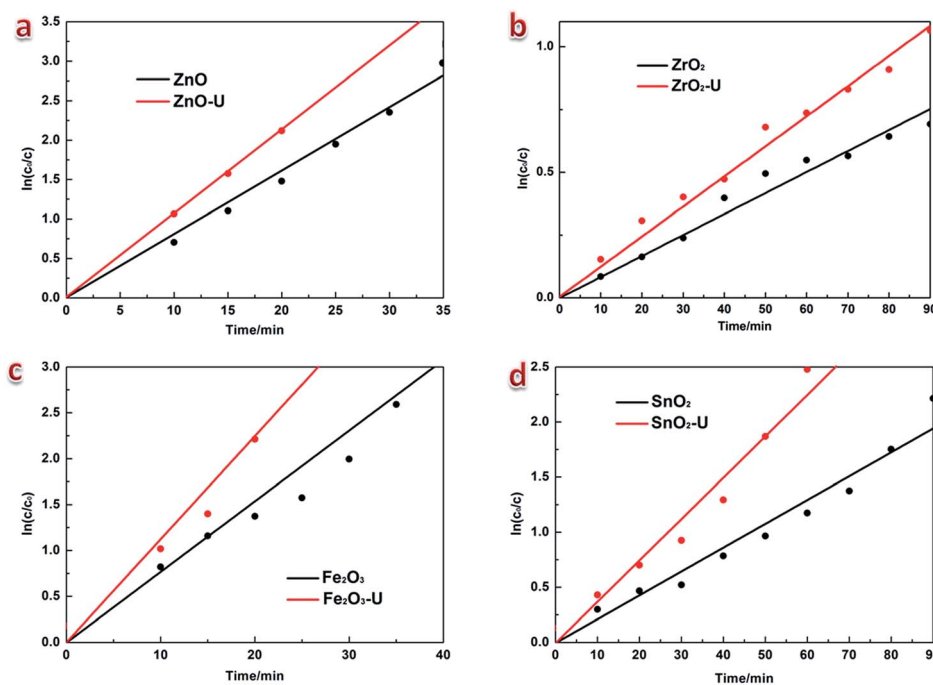 a
3.5
3.0
2.5
2.0
1.5
1.0
0.5
0.0
ln(c₀/c)
ZnO
ZnO-U
0 5 10 15 20 25 30 35
Time/min
b
1.0
0.5
0.0
ln(c₀/c)
ZrO₂
ZrO₂-U
0 10 20 30 40 50 60 70 80 90
Time/min
c
3.0
2.5
2.0
1.5
1.0
0.5
0.0
ln(c/c₀)
Fe₂O₃
Fe₂O₃-U
0 10 20 30 40
Time/min
d
2.5
2.0
1.5
1.0
0.5
0.0
ln(c₀/c)
SnO₂
SnO₂-U
0 10 20 30 40 50 60 70 80 90
Time/min